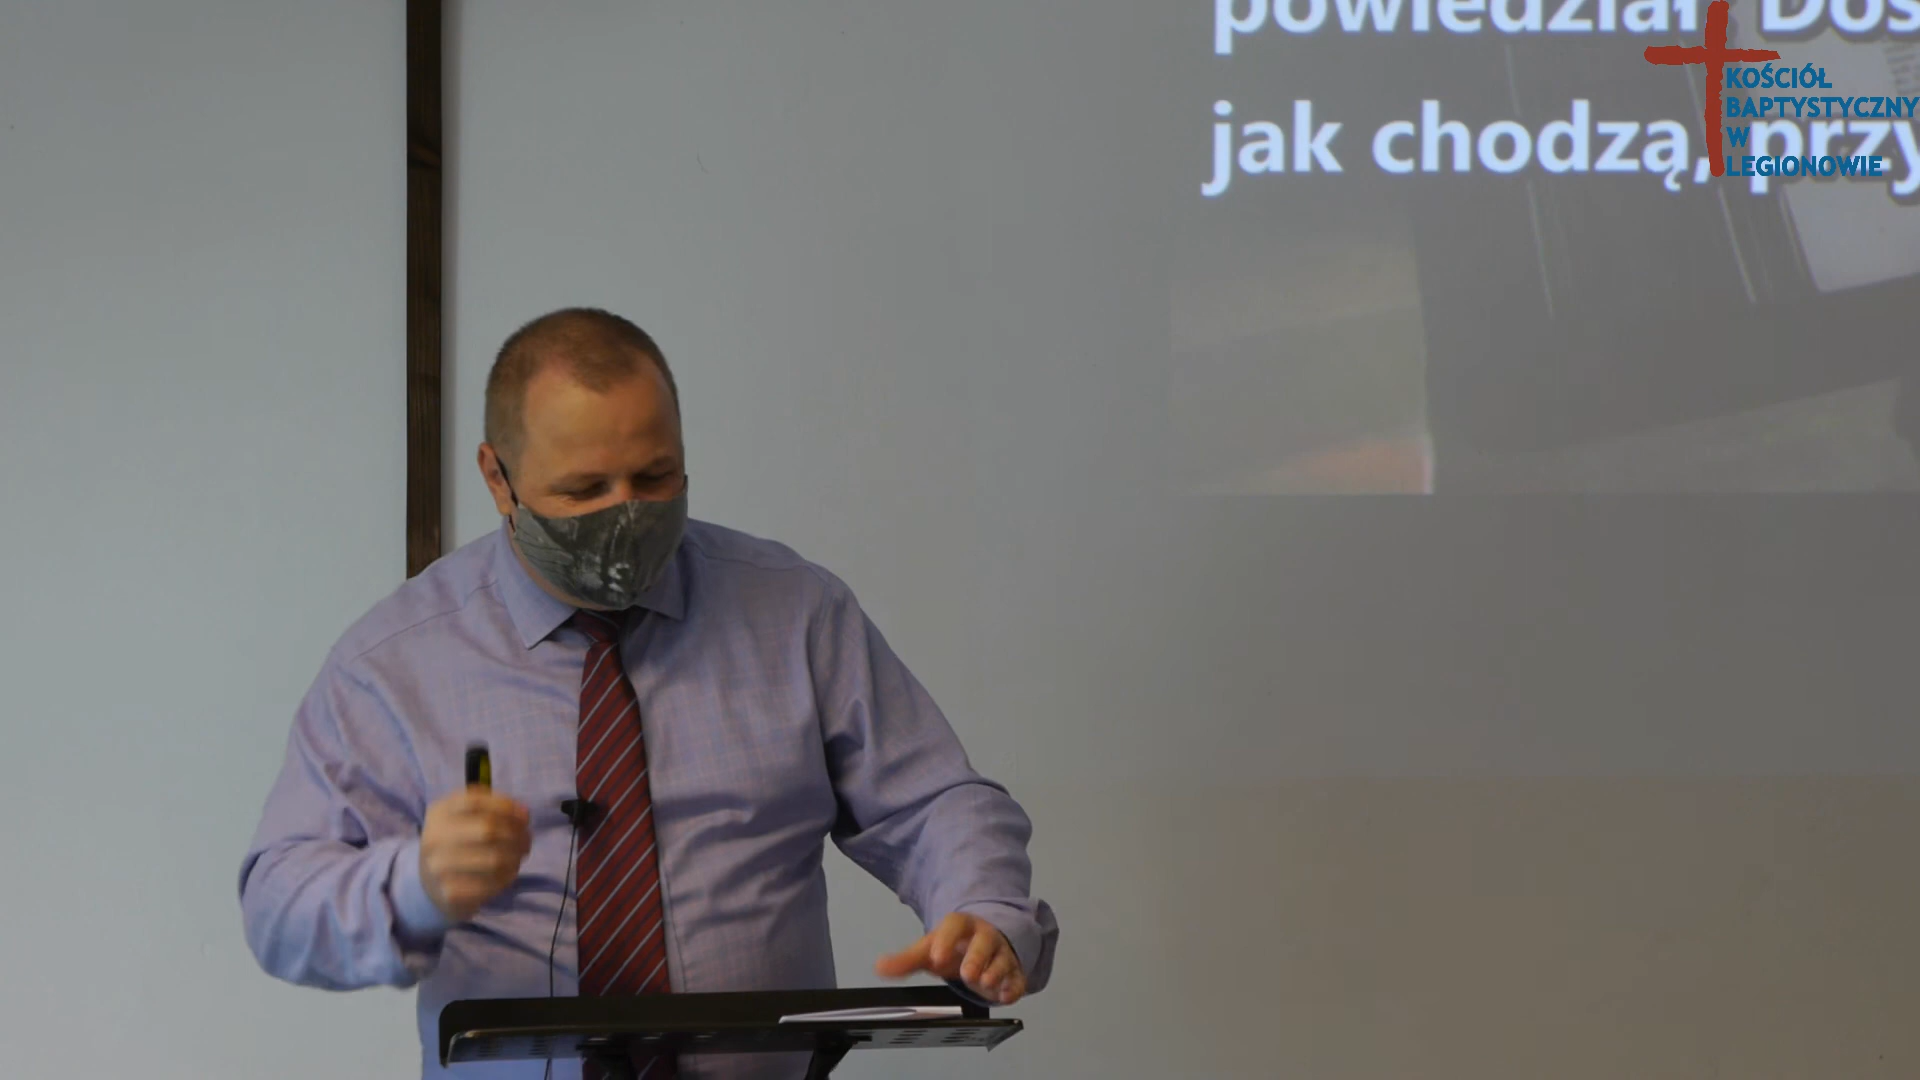 powiedział: Dos
jak chodzą, przy
KOŚCIÓŁ
BAPTYSTYCZNY
W
LEGIONOWIE